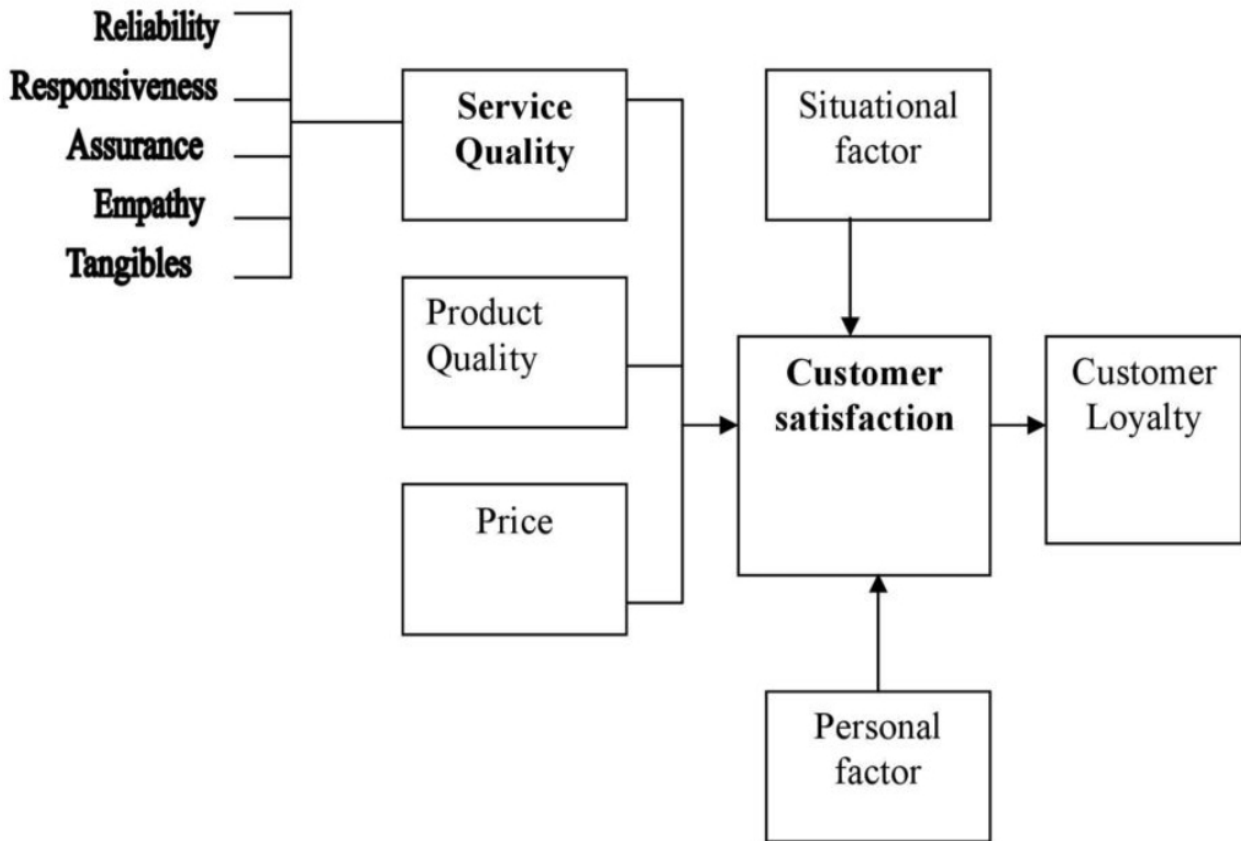 Reliability
Responsiveness
Assurance
Empathy
Tangibles
Service
Quality
Product
Quality
Price
Situational
factor
Customer
satisfaction
Customer
Loyalty
Personal
factor